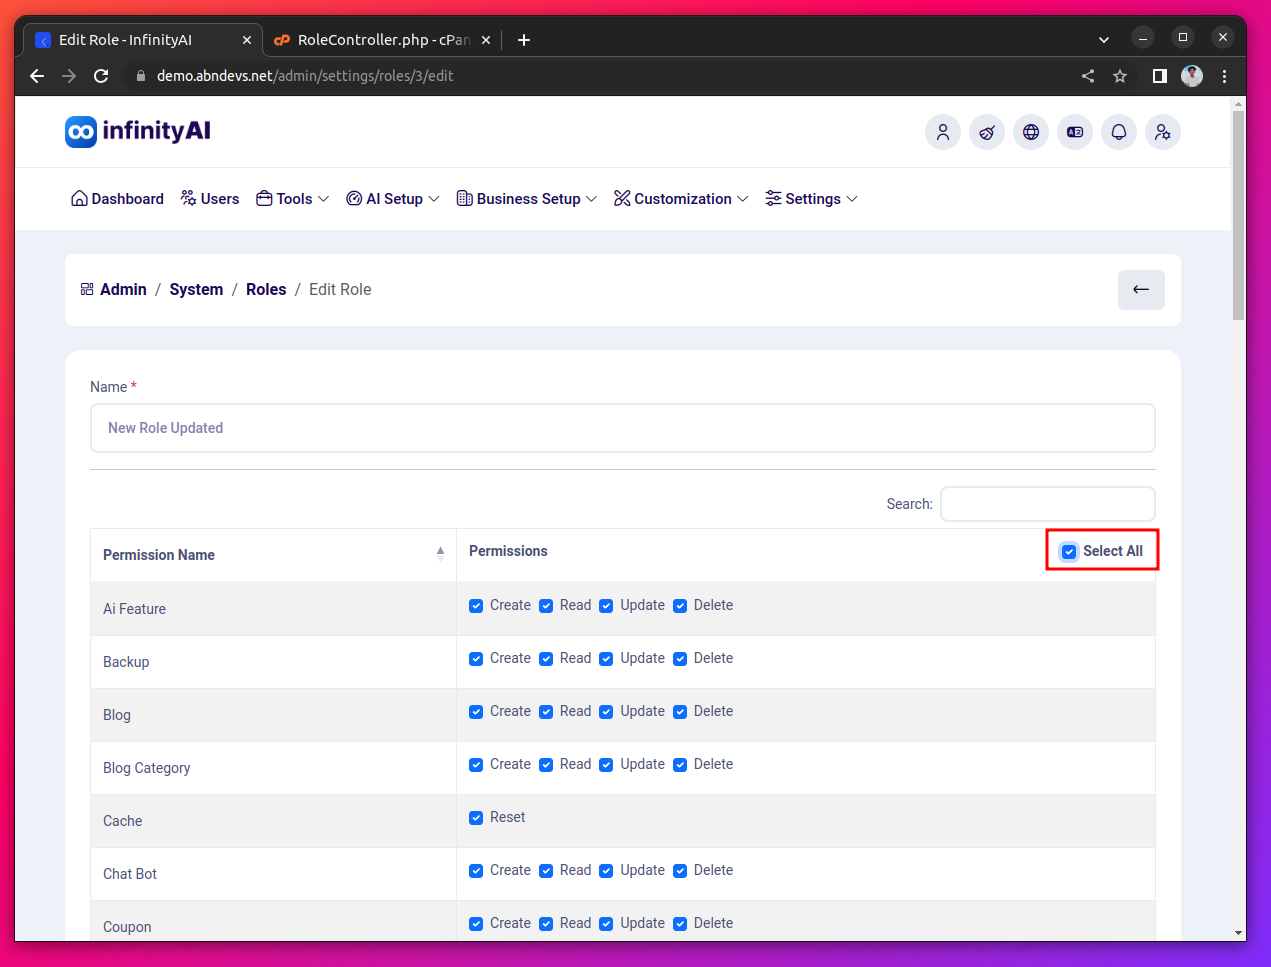 Edit Role - InfinityAI
RoleController.php - cPan
demo.abndevs.net/admin/settings/roles/3/edit
infinityAI
Dashboard Users Tools AI Setup Business Setup Customization Settings
Admin / System / Roles / Edit Role
Name *
New Role Updated
Search:
Permission Name Permissions Select All
Ai Feature Create Read Update Delete
Backup Create Read Update Delete
Blog Create Read Update Delete
Blog Category Create Read Update Delete
Cache Reset
Chat Bot Create Read Update Delete
Coupon Create Read Update Delete